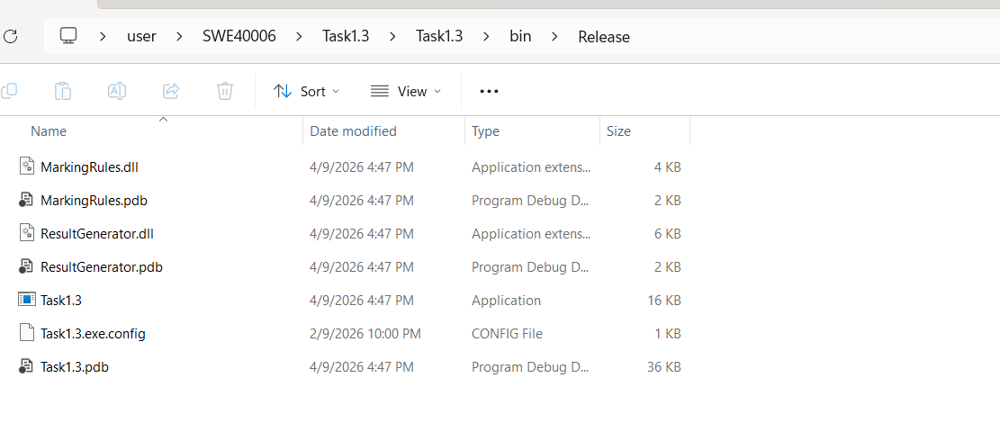 user > SWE40006 > Task1.3 > Task1.3 > bin > Release
Sort View
Name Date modified Type Size
MarkingRules.dll 4/9/2026 4:47 PM Application extens... 4 KB
MarkingRules.pdb 4/9/2026 4:47 PM Program Debug D... 2 KB
ResultGenerator.dll 4/9/2026 4:47 PM Application extens... 6 KB
ResultGenerator.pdb 4/9/2026 4:47 PM Program Debug D... 2 KB
Task1.3 4/9/2026 4:47 PM Application 16 KB
Task1.3.exe.config 2/9/2026 10:00 PM CONFIG File 1 KB
Task1.3.pdb 4/9/2026 4:47 PM Program Debug D... 36 KB